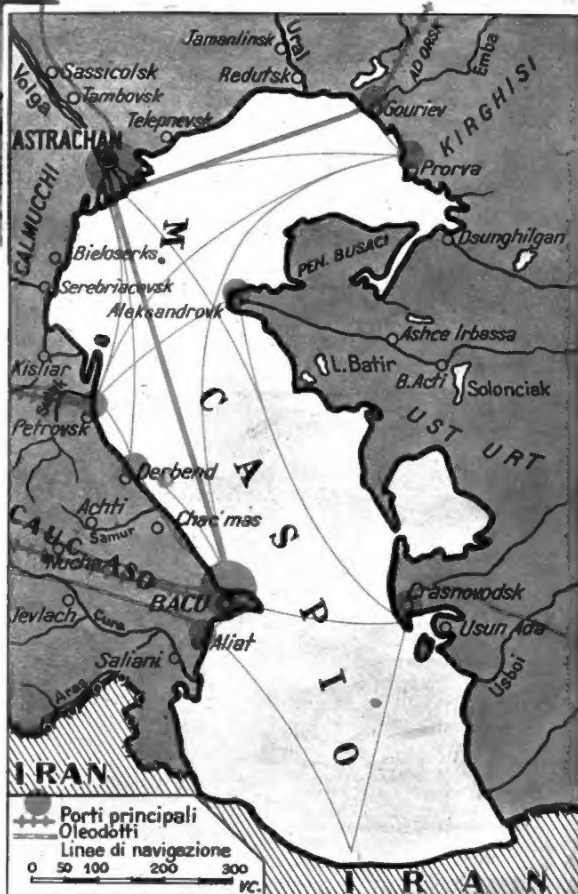 Jamanlinsk
Ural
AD ORSK
Emba
Sassicolsk
Redutsk
Volga
Tambovsk
Gouriev
KIRGHISI
Telepnevsk
ASTRACHAN
Prorva
CALMUCCHI
M. CASPIO
Dsunghilgan
Bieloserks
PEN. BUSACI
Serebriacovsk
Aleksandrovk
Ashce Irbassa
Kisliar
L.Batir
B.Acti
Solonciak
Sulak
UST URT
Petrovsk
Derbend
Achti
Chac'mas
Samur
CAUCASO
Nucha
Crasnovodsk
BACU
Jevlach
Cura
Usun Ada
Aliat
Saliani
Usboi
Aras
IRAN
Porti principali
Oleodotti
Linee di navigazione
0 50 100 200 300
VC.
IRAN